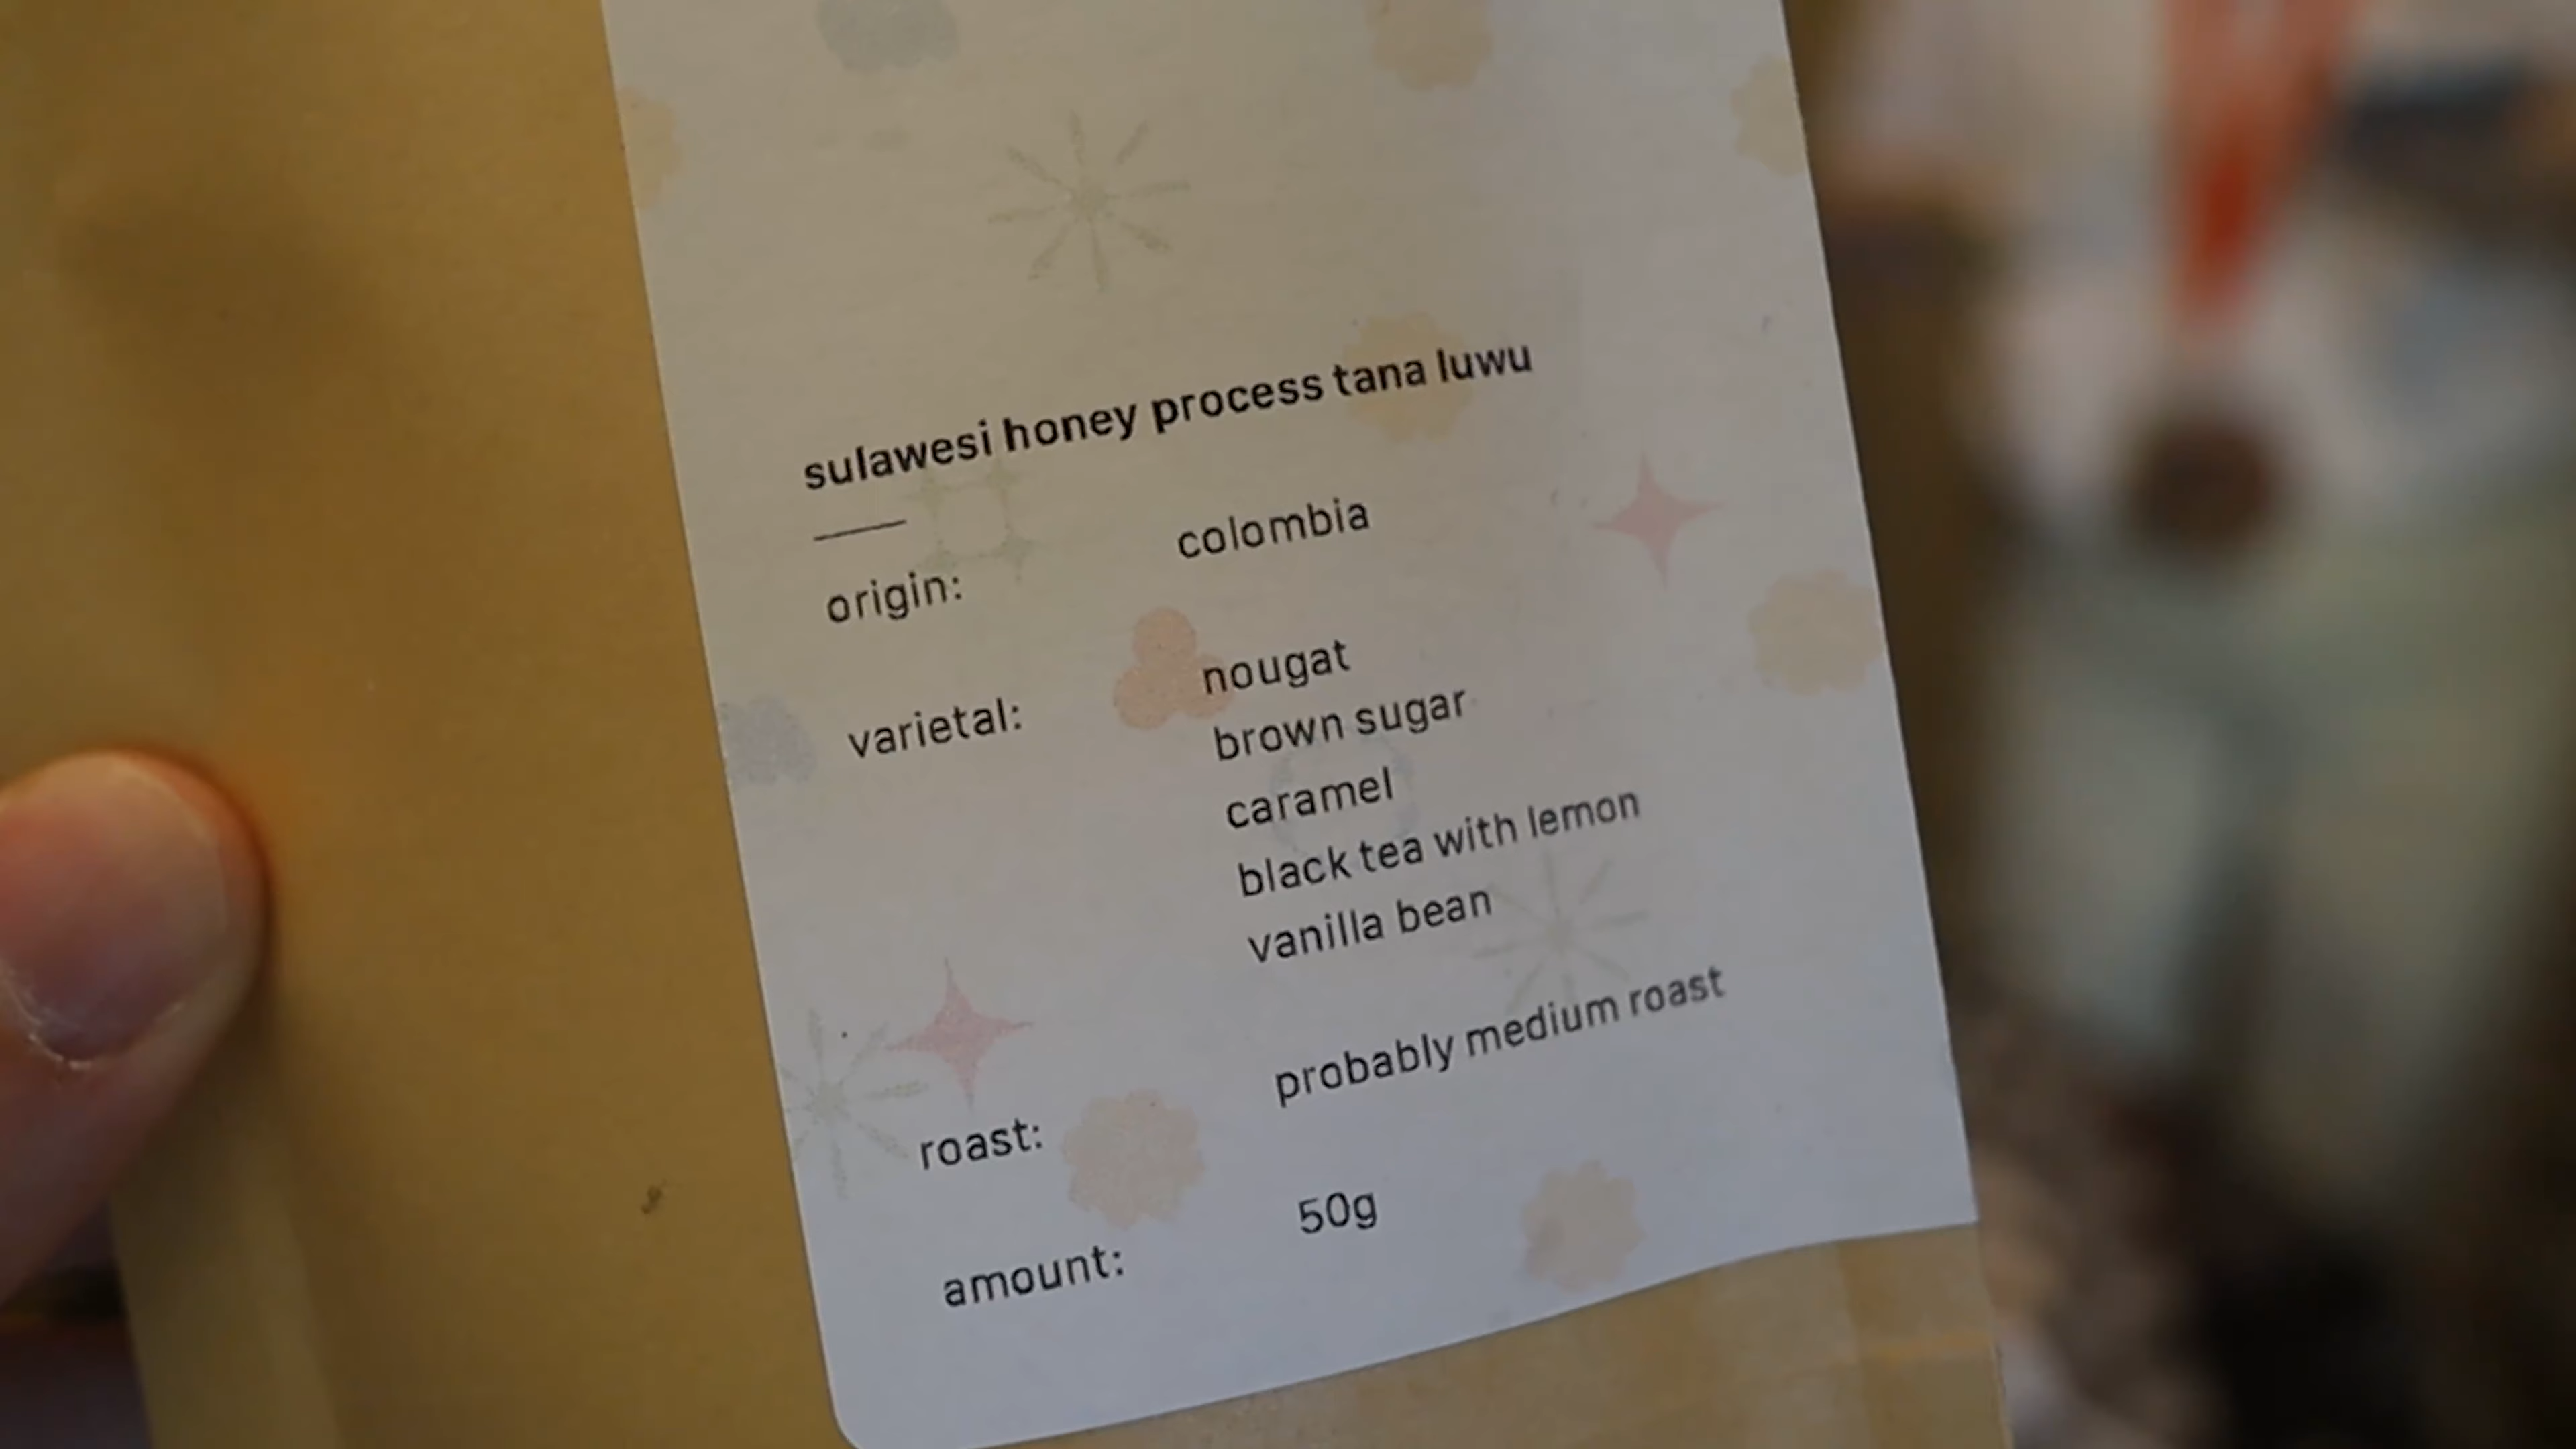 sulawesi honey process tana luwu
origin: colombia
varietal: nougat
brown sugar
caramel
black tea with lemon
vanilla bean
roast: probably medium roast
amount: 50g